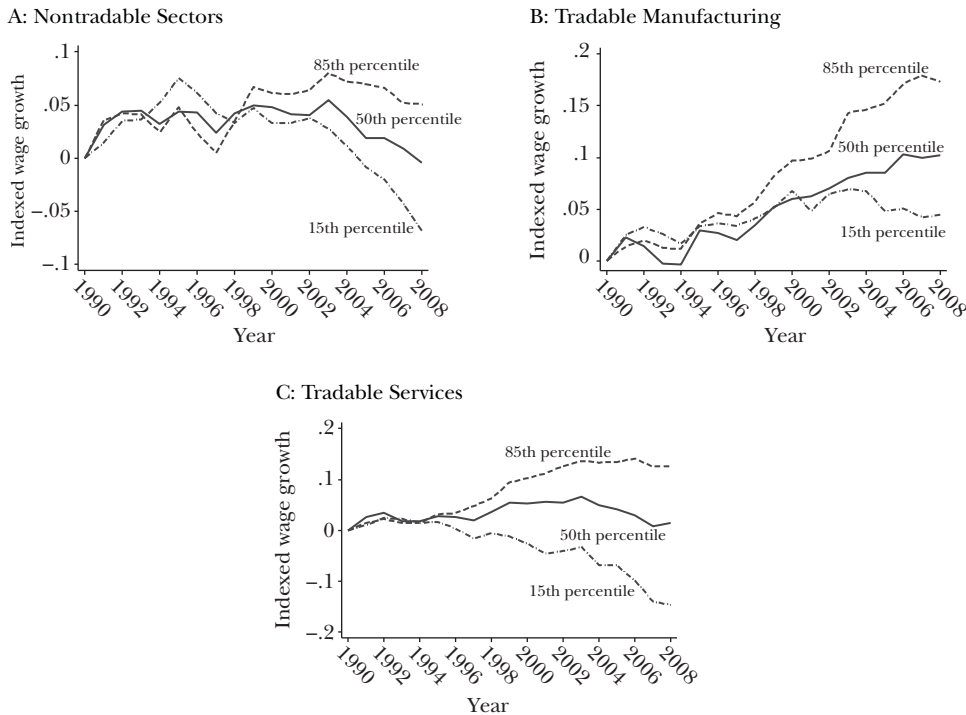 A: Nontradable Sectors
Indexed wage growth
.1
.05
0
–.05
–.1
85th percentile
50th percentile
15th percentile
1990
1992
1994
1996
1998
2000
2002
2004
2006
2008
Year
B: Tradable Manufacturing
Indexed wage growth
.2
.15
.1
.05
0
85th percentile
50th percentile
15th percentile
1990
1992
1994
1996
1998
2000
2002
2004
2006
2008
Year
C: Tradable Services
Indexed wage growth
.2
.1
0
–.1
–.2
85th percentile
50th percentile
15th percentile
1990
1992
1994
1996
1998
2000
2002
2004
2006
2008
Year